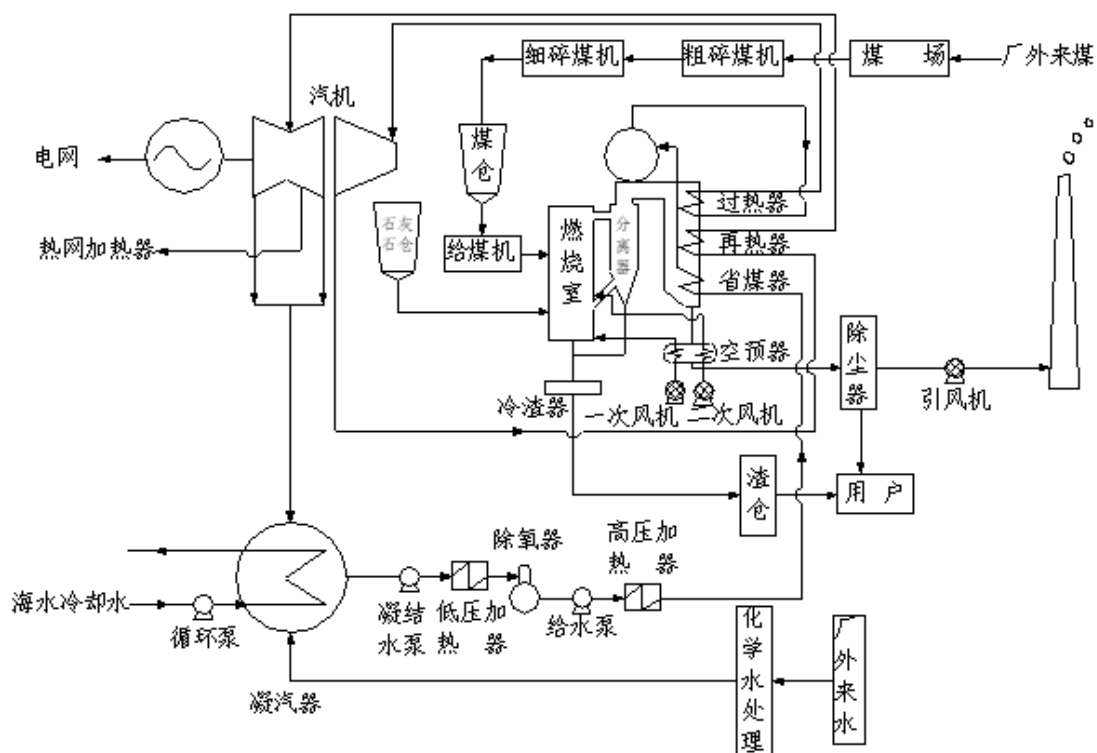 汽机
细碎煤机
粗碎煤机
煤 场
厂外来煤
电网
煤仓
石灰
石仓
热网加热器
给煤机
燃烧室
分离器
过热器
再热器
省煤器
空预器
除尘器
引风机
冷渣器
一次风机
二次风机
渣仓
用 户
海水冷却水
循环泵
凝汽器
凝结
水泵
低压加
热 器
除氧器
给水泵
高压加
热 器
化学水处理
厂外来水